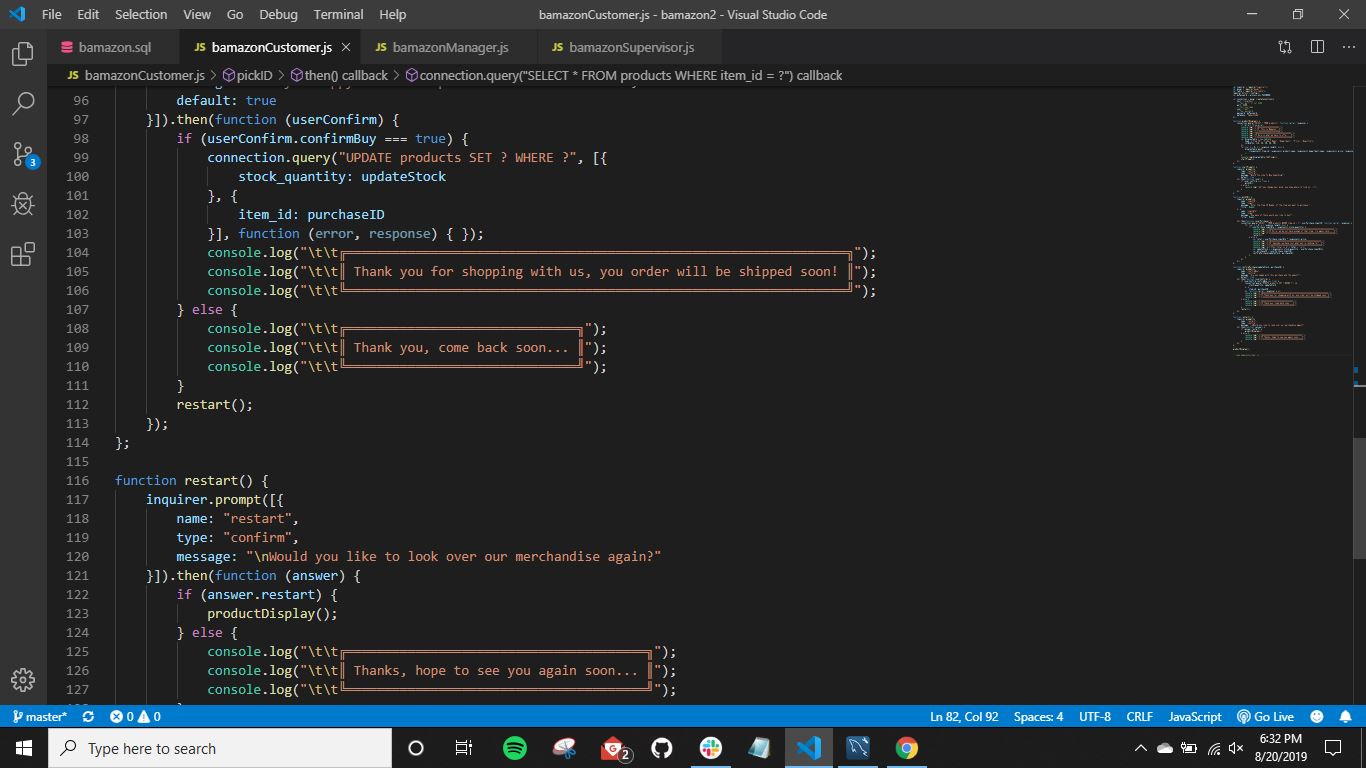 File Edit Selection View Go Debug Terminal Help bamazonCustomer.js - bamazon2 - Visual Studio Code
bamazon.sql JS bamazonCustomer.js JS bamazonManager.js JS bamazonSupervisor.js
JS bamazonCustomer.js > pickID > then() callback > connection.query("SELECT * FROM products WHERE item_id = ?") callback
96 default: true
97 }]).then(function (userConfirm) {
98 if (userConfirm.confirmBuy === true) {
99 connection.query("UPDATE products SET ? WHERE ?", [{
100 stock_quantity: updateStock
101 }, {
102 item_id: purchaseID
103 }], function (error, response) { });
104 console.log("\t\t╔═════════════════════════════════════════════════════════════════╗");
105 console.log("\t\t║ Thank you for shopping with us, you order will be shipped soon! ║");
106 console.log("\t\t╚═════════════════════════════════════════════════════════════════╝");
107 } else {
108 console.log("\t\t╔══════════════════════════════╗");
109 console.log("\t\t║ Thank you, come back soon... ║");
110 console.log("\t\t╚══════════════════════════════╝");
111 }
112 restart();
113 });
114 };
115
116 function restart() {
117 inquirer.prompt([{
118 name: "restart",
119 type: "confirm",
120 message: "\nWould you like to look over our merchandise again?"
121 }]).then(function (answer) {
122 if (answer.restart) {
123 productDisplay();
124 } else {
125 console.log("\t\t╔═══════════════════════════════════════╗");
126 console.log("\t\t║ Thanks, hope to see you again soon... ║");
127 console.log("\t\t╚═══════════════════════════════════════╝");
3
master* 0 0 Ln 82, Col 92 Spaces: 4 UTF-8 CRLF JavaScript Go Live
Type here to search
2
6:32 PM
8/20/2019